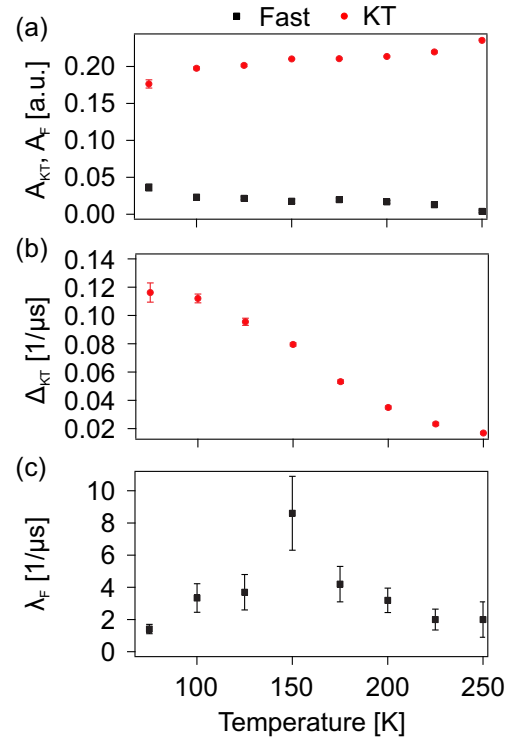 Fast KT
(a)
A_KT, A_F [a.u.]
0.20
0.15
0.10
0.05
0.00
(b)
Δ_KT [1/μs]
0.14
0.12
0.10
0.08
0.06
0.04
0.02
(c)
λ_F [1/μs]
10
8
6
4
2
0
100 150 200 250
Temperature [K]